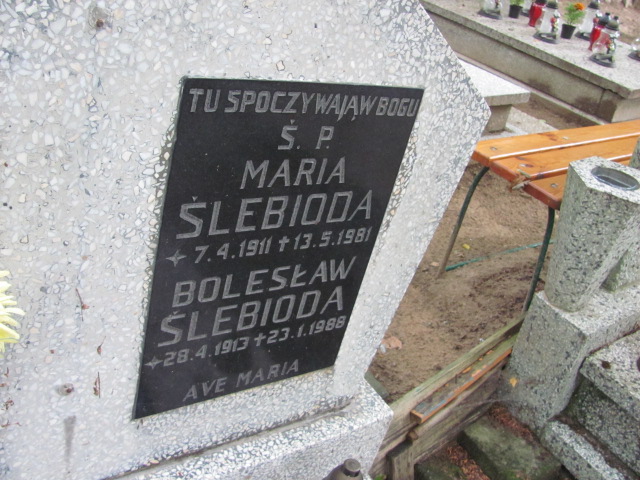 TU SPOCZYWAJĄ W BOGU
Ś. P.
MARIA
ŚLEBIODA
7.4.1911 + 13.5.1981
BOLESŁAW
ŚLEBIODA
28.4.1913 + 23.1.1988
AVE MARIA